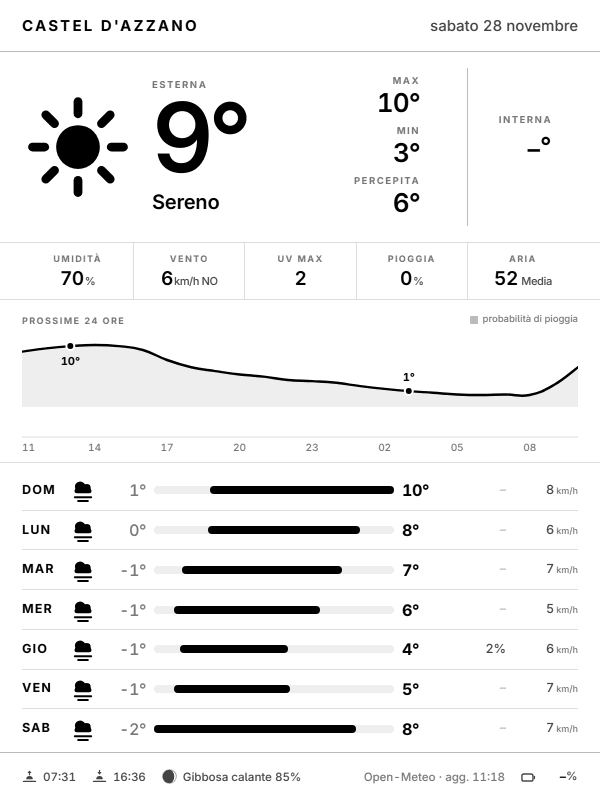 CASTEL D'AZZANO sabato 28 novembre
ESTERNA
9°
Sereno
MAX
10°
MIN
3°
PERCEPITA
6°
INTERNA
–°
UMIDITÀ VENTO UV MAX PIOGGIA ARIA
70% 6km/h NO 2 0% 52 Media
PROSSIME 24 ORE probabilità di pioggia
10°
1°
11 14 17 20 23 02 05 08
DOM 1° 10° – 8 km/h
LUN 0° 8° – 6 km/h
MAR -1° 7° – 7 km/h
MER -1° 6° – 5 km/h
GIO -1° 4° 2% 6 km/h
VEN -1° 5° – 7 km/h
SAB -2° 8° – 7 km/h
07:31 16:36 Gibbosa calante 85% Open-Meteo · agg. 11:18 –%